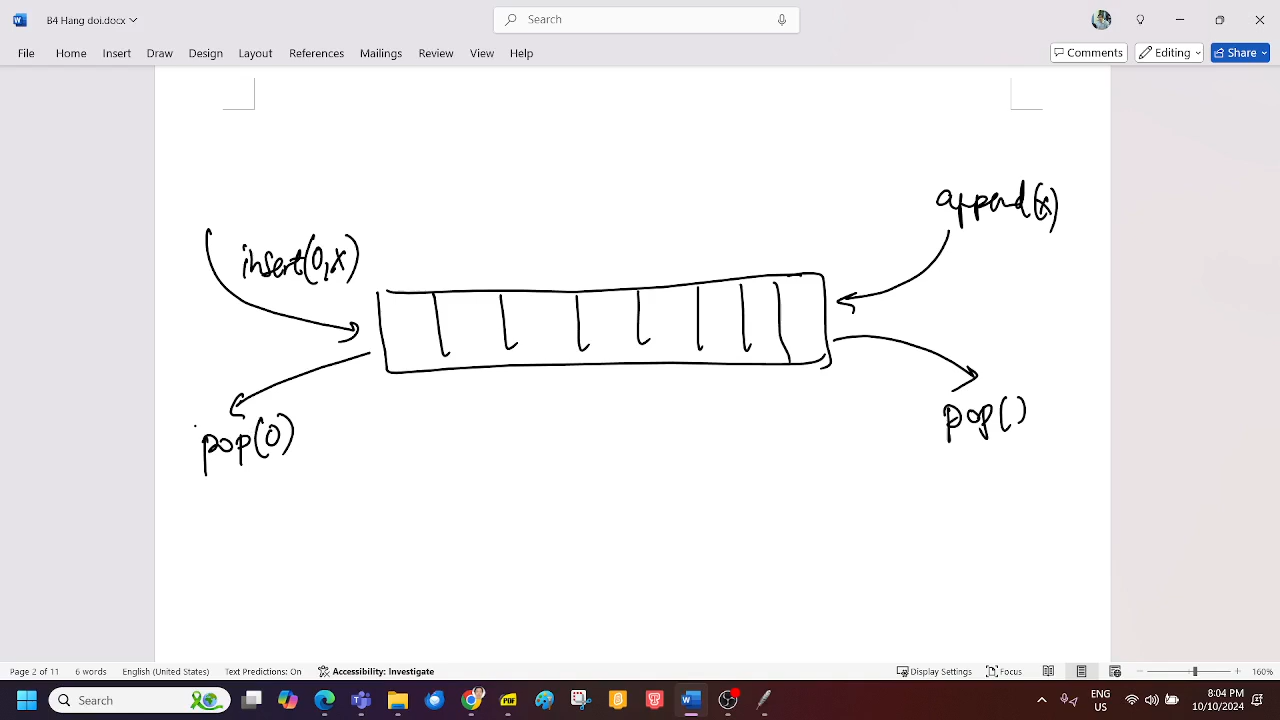 B4 Hang doi.docx
Search
File Home Insert Draw Design Layout References Mailings Review View Help
Comments Editing Share
append(x)
insert(0,x)
pop(0)
pop()
Page 2 of 11 6 words English (United States) Text Predictions: On Accessibility: Investigate Display Settings Focus 160%
Search PDF ENG 8:04 PM
US 10/10/2024